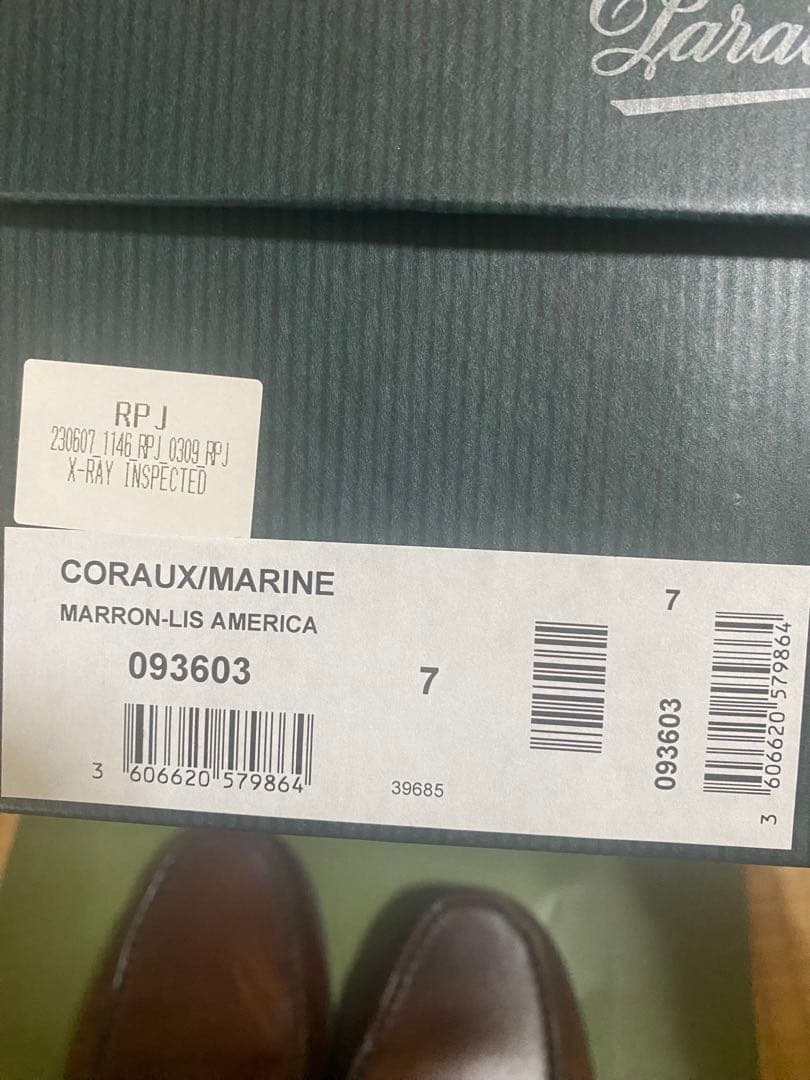 RPJ
230607_1146_RPJ_0309_RPJ
X-RAY INSPECTED
CORAUX/MARINE
MARRON-LIS AMERICA
093603
7
3 606620 579864
39685
7
093603
3 606620 579864